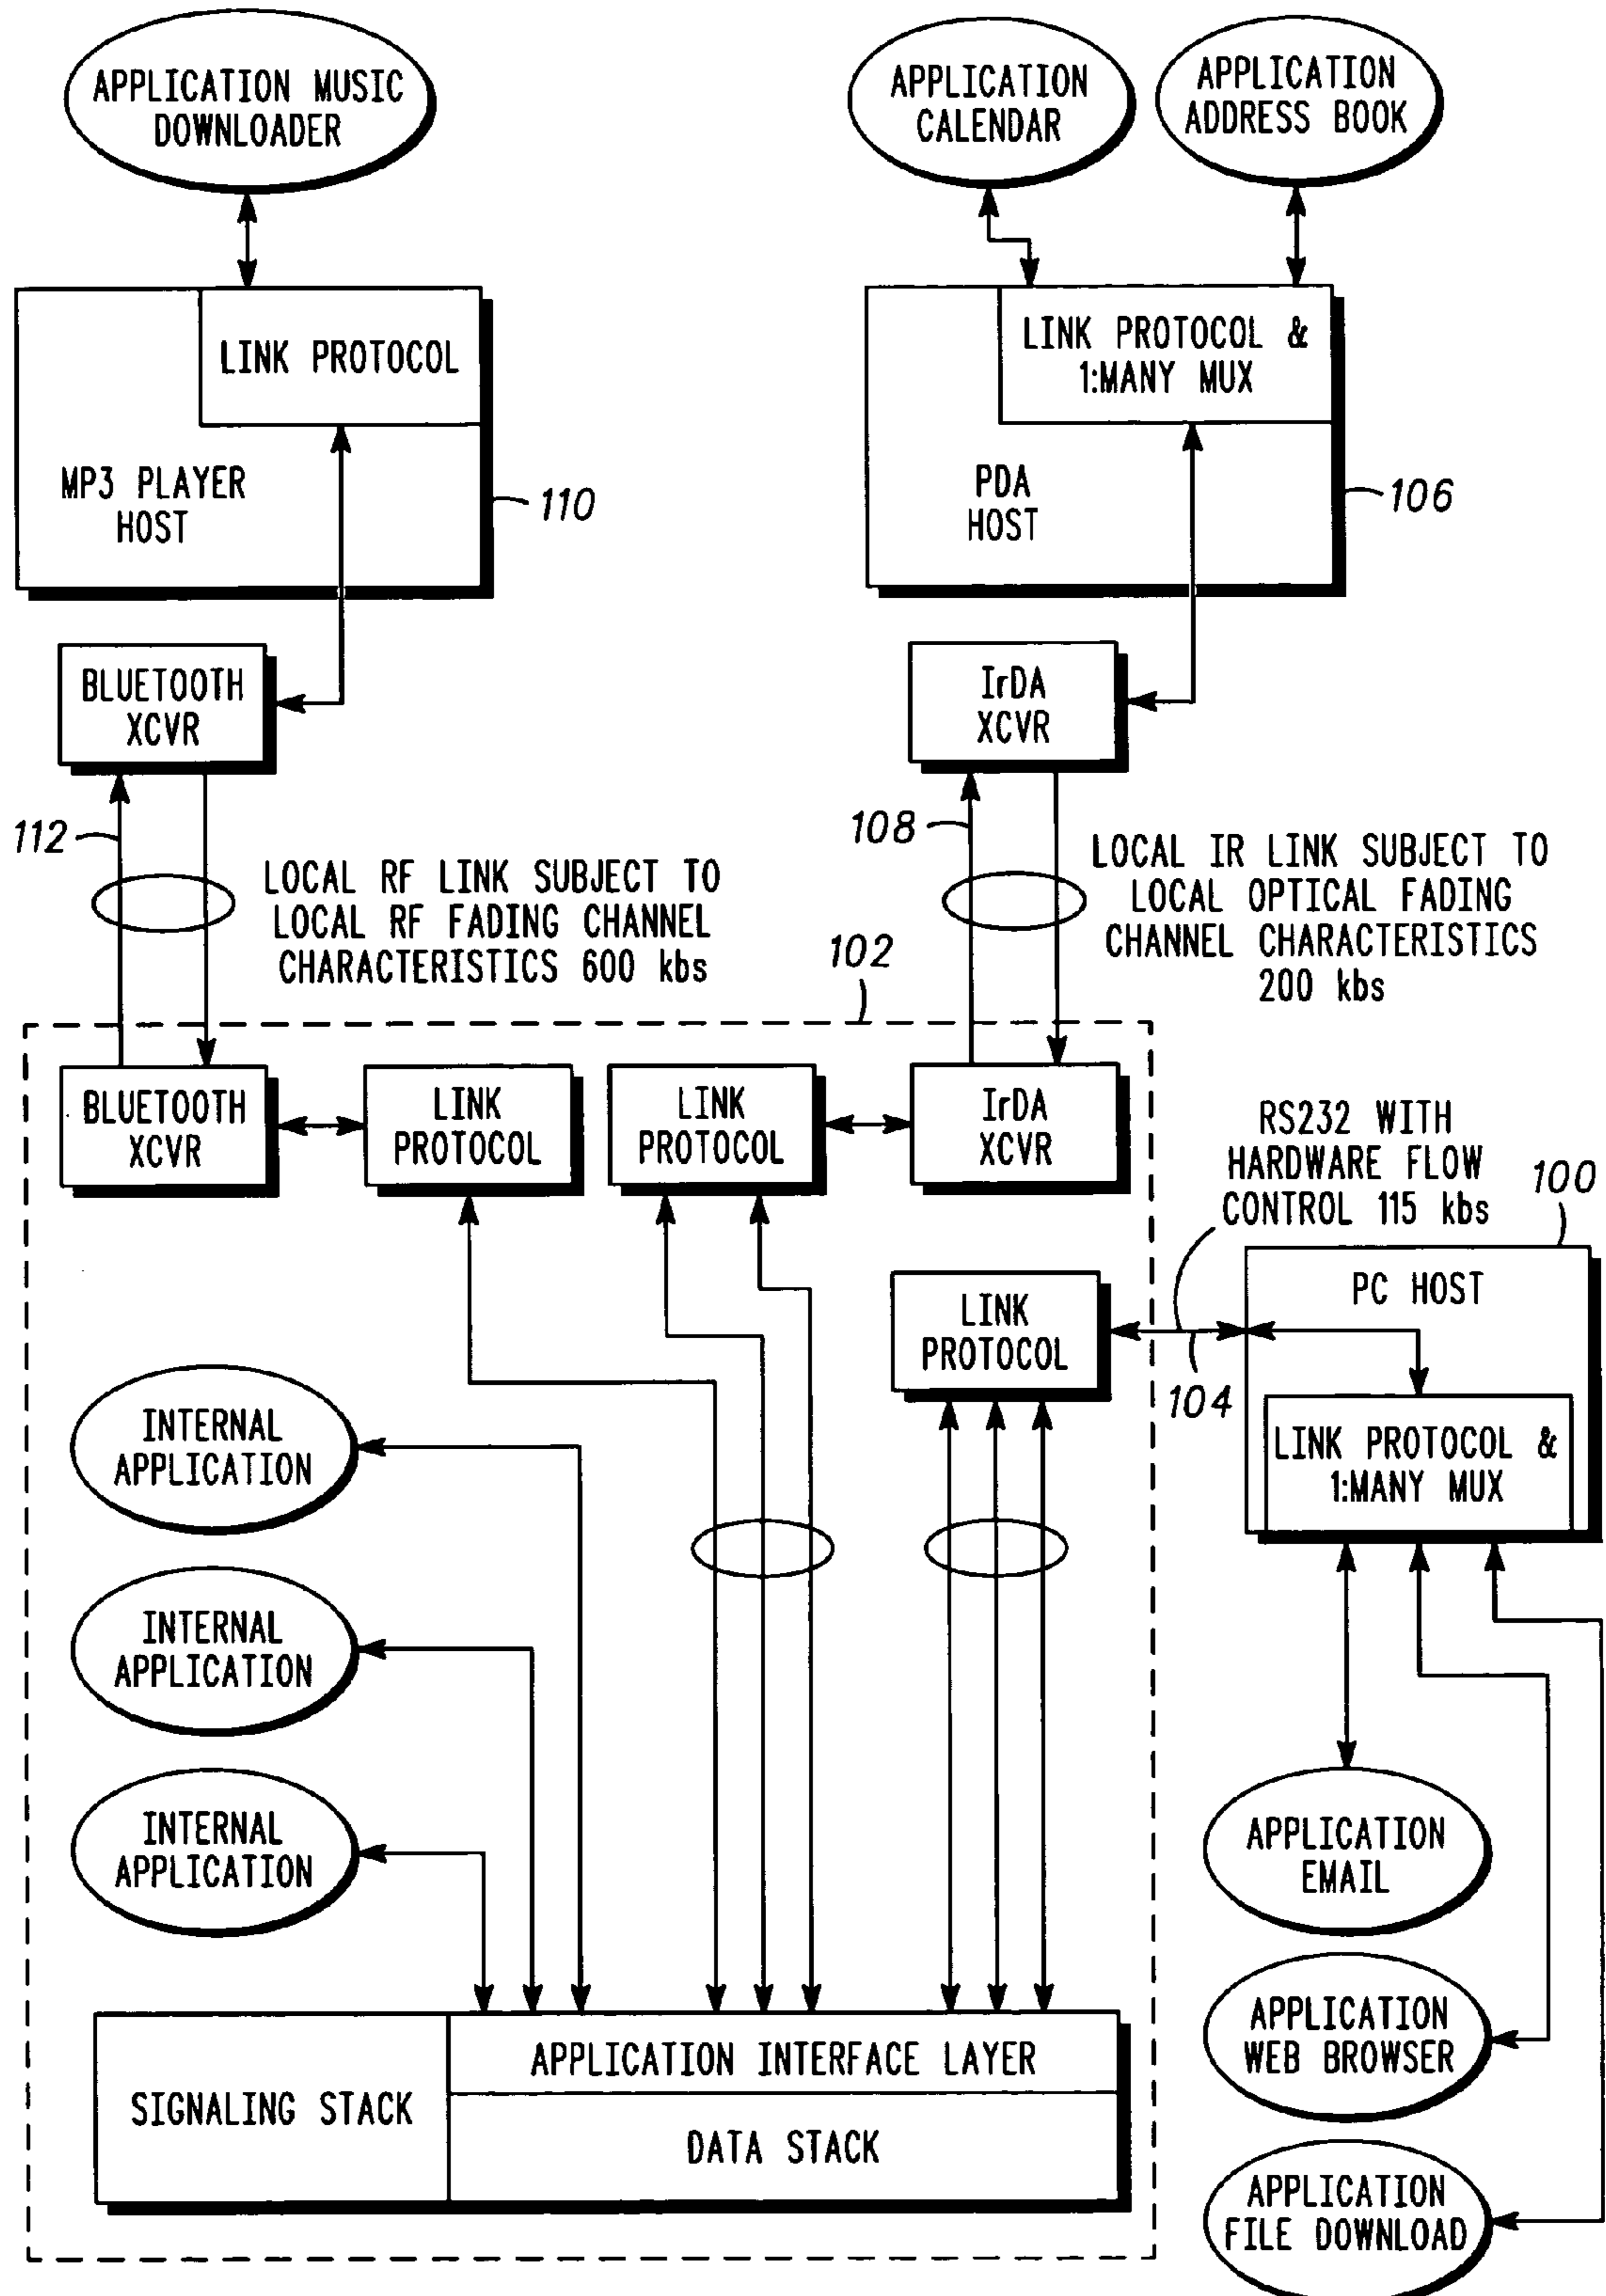 APPLICATION MUSIC
DOWNLOADER
APPLICATION
CALENDAR
APPLICATION
ADDRESS BOOK
LINK PROTOCOL
MP3 PLAYER
HOST
110
LINK PROTOCOL &
1:MANY MUX
PDA
HOST
106
BLUETOOTH
XCVR
IrDA
XCVR
112
LOCAL RF LINK SUBJECT TO
LOCAL RF FADING CHANNEL
CHARACTERISTICS 600 kbs
108
LOCAL IR LINK SUBJECT TO
LOCAL OPTICAL FADING
CHANNEL CHARACTERISTICS
200 kbs
102
BLUETOOTH
XCVR
LINK
PROTOCOL
LINK
PROTOCOL
IrDA
XCVR
RS232 WITH
HARDWARE FLOW
CONTROL 115 kbs
100
LINK
PROTOCOL
104
PC HOST
LINK PROTOCOL &
1:MANY MUX
INTERNAL
APPLICATION
INTERNAL
APPLICATION
INTERNAL
APPLICATION
APPLICATION
EMAIL
APPLICATION
WEB BROWSER
APPLICATION
FILE DOWNLOAD
SIGNALING STACK
APPLICATION INTERFACE LAYER
DATA STACK